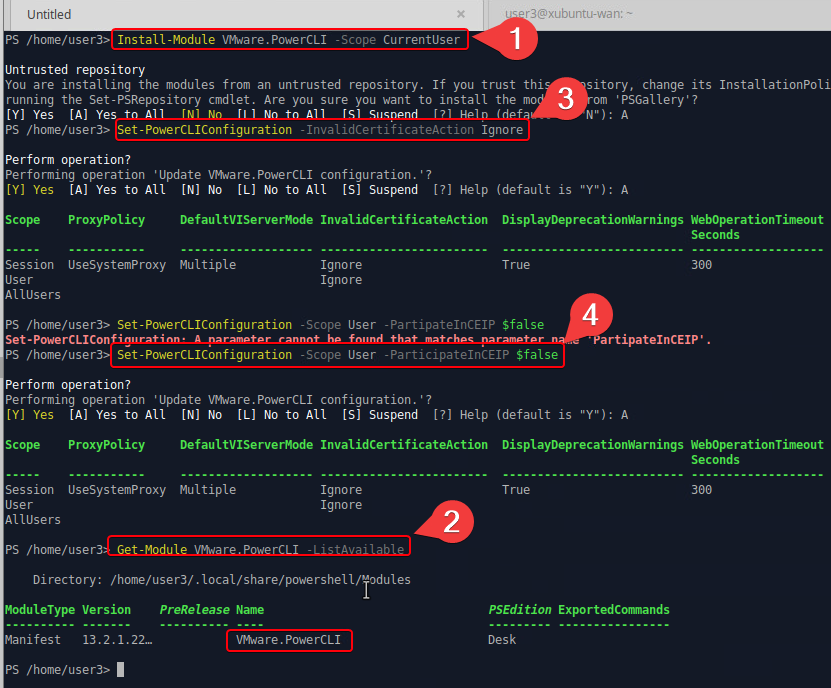 Untitled
user3@xubuntu-wan: ~
PS /home/user3> Install-Module VMware.PowerCLI -Scope CurrentUser
1
Untrusted repository
You are installing the modules from an untrusted repository. If you trust this repository, change its InstallationPoli
running the Set-PSRepository cmdlet. Are you sure you want to install the mod from 'PSGallery'?
3
[Y] Yes [A] Yes to All [N] No [L] No to All [S] Suspend [?] Help (default "N"): A
PS /home/user3> Set-PowerCLIConfiguration -InvalidCertificateAction Ignore
Perform operation?
Performing operation 'Update VMware.PowerCLI configuration.'?
[Y] Yes [A] Yes to All [N] No [L] No to All [S] Suspend [?] Help (default is "Y"): A
Scope ProxyPolicy DefaultVIServerMode InvalidCertificateAction DisplayDeprecationWarnings WebOperationTimeout
Seconds
----- ----------- ------------------- ------------------------ -------------------------- -------------------
Session UseSystemProxy Multiple Ignore True 300
User Ignore
AllUsers
PS /home/user3> Set-PowerCLIConfiguration -Scope User -PartipateInCEIP $false
4
Set-PowerCLIConfiguration: A parameter cannot be found that matches parameter name 'PartipateInCEIP'.
PS /home/user3> Set-PowerCLIConfiguration -Scope User -ParticipateInCEIP $false
Perform operation?
Performing operation 'Update VMware.PowerCLI configuration.'?
[Y] Yes [A] Yes to All [N] No [L] No to All [S] Suspend [?] Help (default is "Y"): A
Scope ProxyPolicy DefaultVIServerMode InvalidCertificateAction DisplayDeprecationWarnings WebOperationTimeout
Seconds
----- ----------- ------------------- ------------------------ -------------------------- -------------------
Session UseSystemProxy Multiple Ignore True 300
User Ignore
AllUsers
2
PS /home/user3> Get-Module VMware.PowerCLI -ListAvailable
Directory: /home/user3/.local/share/powershell/Modules
ModuleType Version PreRelease Name PSEdition ExportedCommands
---------- ------- ---------- ---- --------- ----------------
Manifest 13.2.1.22… VMware.PowerCLI Desk
PS /home/user3>